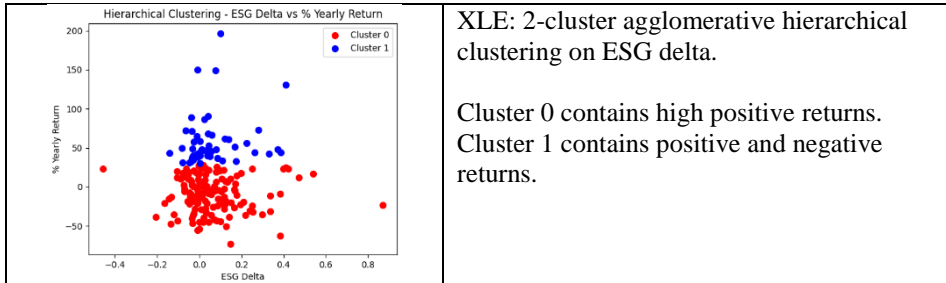 Hierarchical Clustering - ESG Delta vs % Yearly Return
Cluster 0
Cluster 1
200
150
100
50
0
−50
% Yearly Return
−0.4 −0.2 0.0 0.2 0.4 0.6 0.8
ESG Delta
XLE: 2-cluster agglomerative hierarchical
clustering on ESG delta.
Cluster 0 contains high positive returns.
Cluster 1 contains positive and negative
returns.